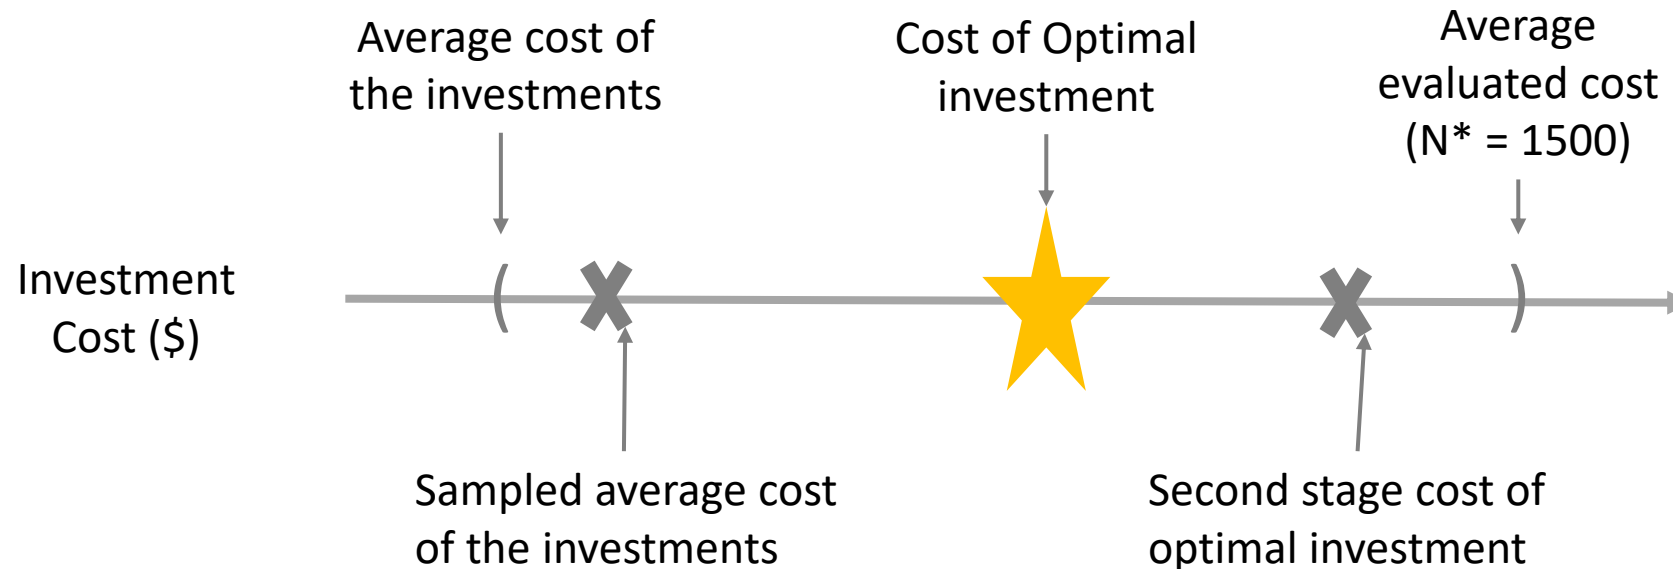 Average cost of
the investments
Cost of Optimal
investment
Average
evaluated cost
(N* = 1500)
Investment
Cost ($)
(
)
Sampled average cost
of the investments
Second stage cost of
optimal investment